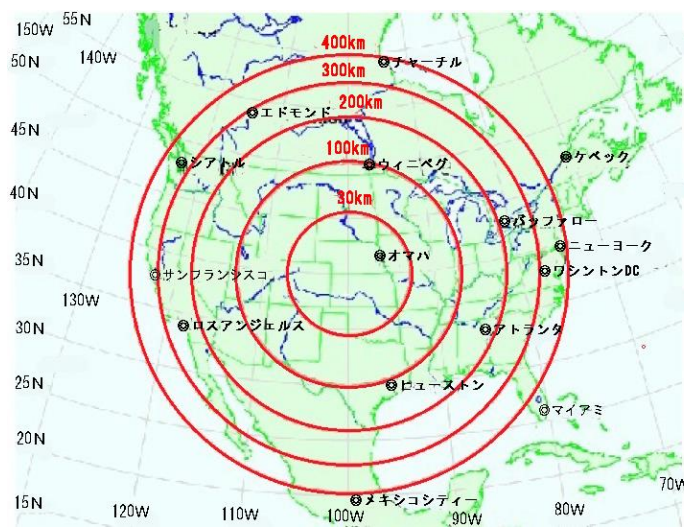 150W
55N
140W
50N
45N
40N
35N
130W
30N
25N
20N
15N
120W
110W
100W
90W
80W
70W
400km
300km
200km
100km
30km
チャーチル
エドモンド
シアトル
ウィニペグ
ケベック
バッファロー
ニューヨーク
オマハ
ワシントンDC
サンフランシスコ
ロスアンジェルス
アトランタ
ヒューストン
マイアミ
メキシコシティー